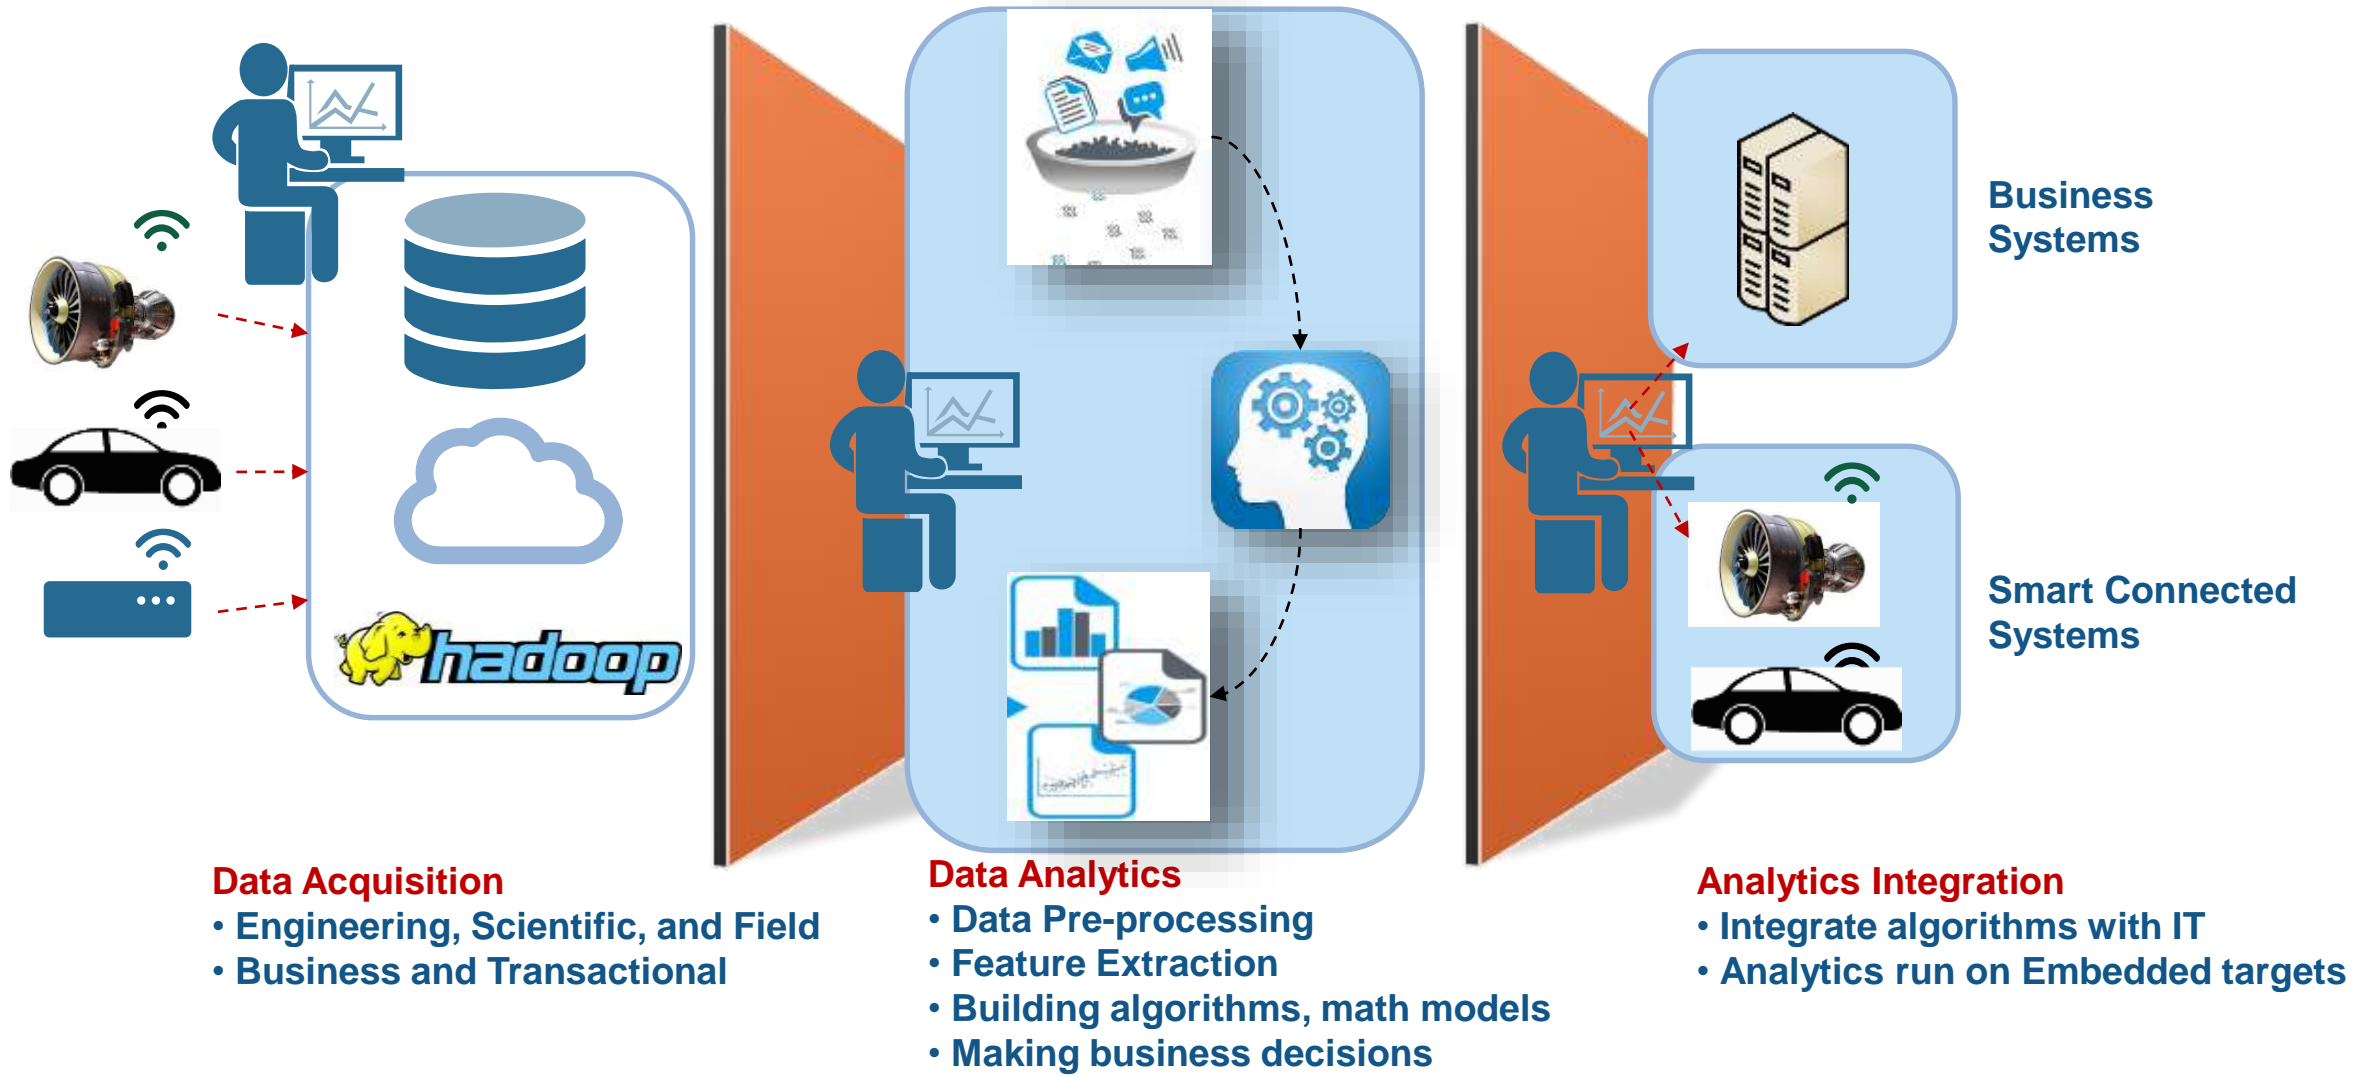 Business
Systems
Smart Connected
Systems
hadoop
Data Acquisition
• Engineering, Scientific, and Field
• Business and Transactional
Data Analytics
• Data Pre-processing
• Feature Extraction
• Building algorithms, math models
• Making business decisions
Analytics Integration
• Integrate algorithms with IT
• Analytics run on Embedded targets